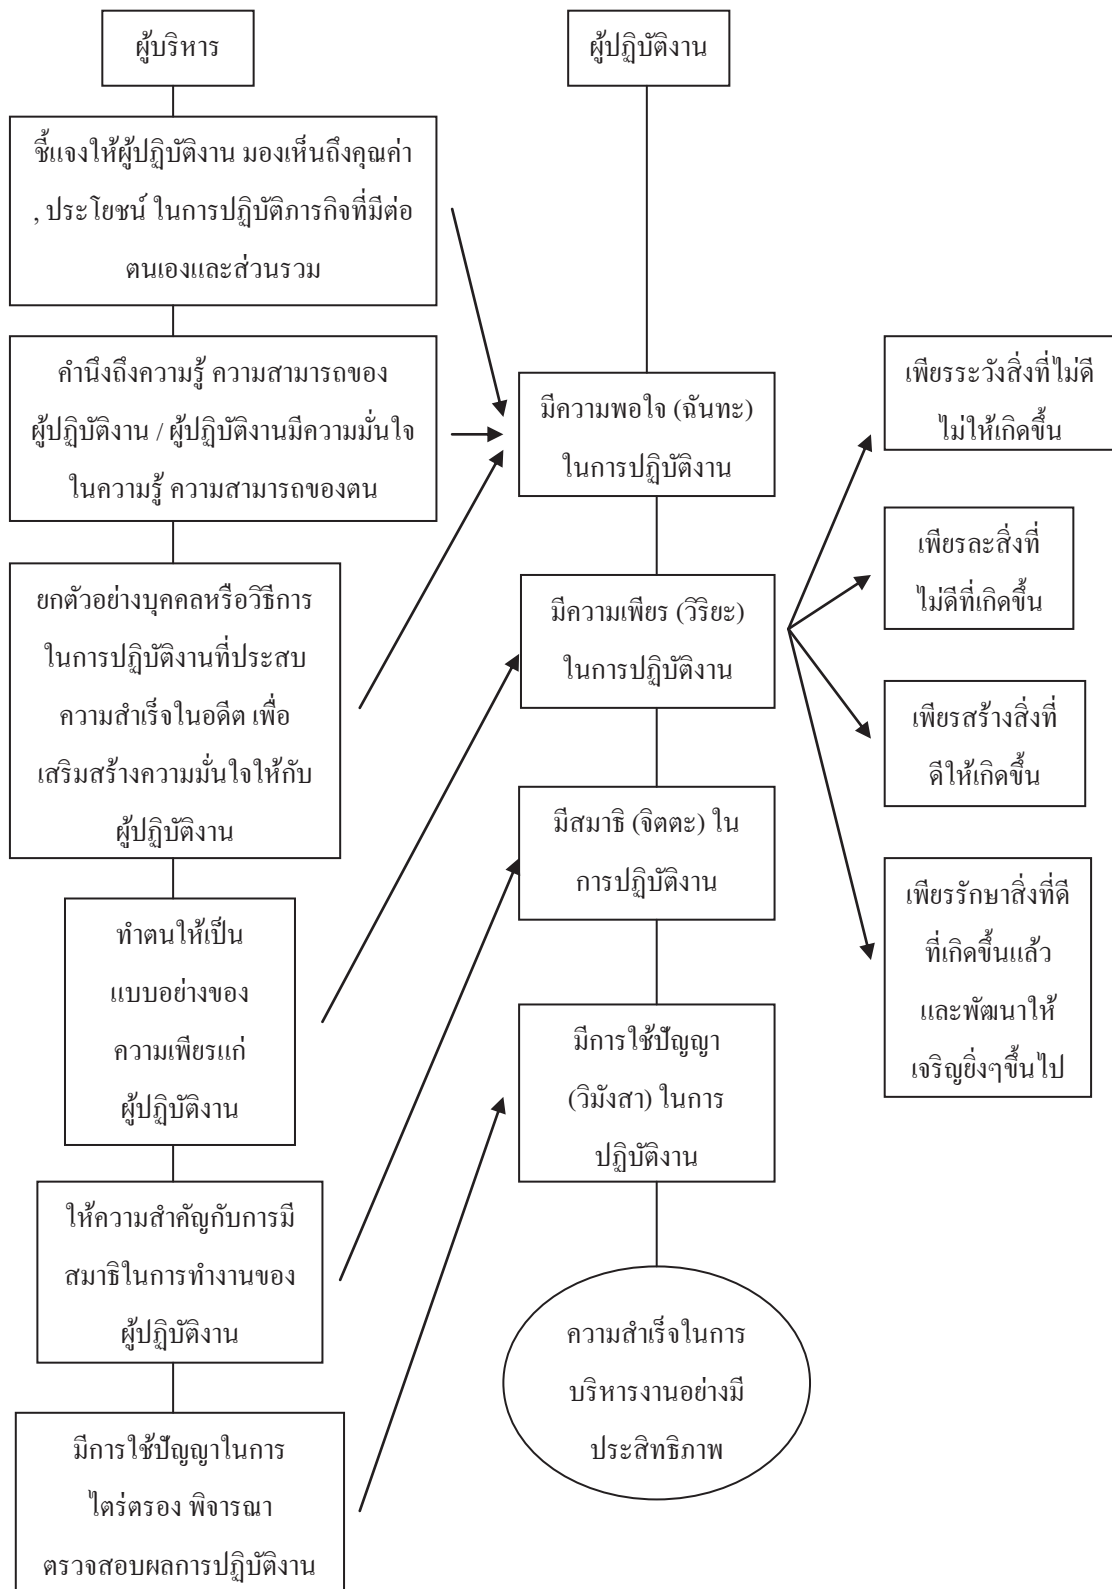 ผู้บริหาร
ชี้แจงให้ผู้ปฏิบัติงาน มองเห็นถึงคุณค่า
, ประโยชน์ ในการปฏิบัติภารกิจที่มีต่อ
ตนเองและส่วนรวม
คำนึงถึงความรู้ ความสามารถของ
ผู้ปฏิบัติงาน / ผู้ปฏิบัติงานมีความมั่นใจ
ในความรู้ ความสามารถของตน
ยกตัวอย่างบุคคลหรือวิธีการ
ในการปฏิบัติงานที่ประสบ
ความสำเร็จในอดีต เพื่อ
เสริมสร้างความมั่นใจให้กับ
ผู้ปฏิบัติงาน
ทำตนให้เป็น
แบบอย่างของ
ความเพียรแก่
ผู้ปฏิบัติงาน
ให้ความสำคัญกับการมี
สมาธิในการทำงานของ
ผู้ปฏิบัติงาน
มีการใช้ปัญญาในการ
ไตร่ตรอง พิจารณา
ตรวจสอบผลการปฏิบัติงาน
ผู้ปฏิบัติงาน
มีความพอใจ (ฉันทะ)
ในการปฏิบัติงาน
มีความเพียร (วิริยะ)
ในการปฏิบัติงาน
มีสมาธิ (จิตตะ) ใน
การปฏิบัติงาน
มีการใช้ปัญญา
(วิมังสา) ในการ
ปฏิบัติงาน
ความสำเร็จในการ
บริหารงานอย่างมี
ประสิทธิภาพ
เพียรระวังสิ่งที่ไม่ดี
ไม่ให้เกิดขึ้น
เพียรละสิ่งที่
ไม่ดีที่เกิดขึ้น
เพียรสร้างสิ่งที่
ดีให้เกิดขึ้น
เพียรรักษาสิ่งที่ดี
ที่เกิดขึ้นแล้ว
และพัฒนาให้
เจริญยิ่งๆขึ้นไป